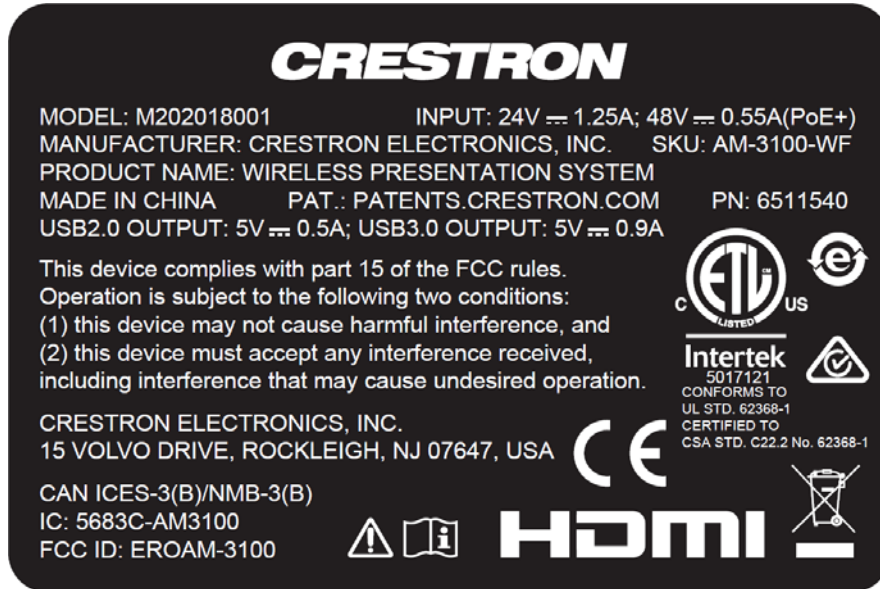 CRESTRON
MODEL: M202018001 INPUT: 24V ⎓ 1.25A; 48V ⎓ 0.55A(PoE+)
MANUFACTURER: CRESTRON ELECTRONICS, INC. SKU: AM-3100-WF
PRODUCT NAME: WIRELESS PRESENTATION SYSTEM
MADE IN CHINA PAT.: PATENTS.CRESTRON.COM PN: 6511540
USB2.0 OUTPUT: 5V ⎓ 0.5A; USB3.0 OUTPUT: 5V ⎓ 0.9A
This device complies with part 15 of the FCC rules.
Operation is subject to the following two conditions:
(1) this device may not cause harmful interference, and
(2) this device must accept any interference received,
including interference that may cause undesired operation.
CRESTRON ELECTRONICS, INC.
15 VOLVO DRIVE, ROCKLEIGH, NJ 07647, USA
CAN ICES-3(B)/NMB-3(B)
IC: 5683C-AM3100
FCC ID: EROAM-3100
ETL CM
C US
LISTED
Intertek
5017121
CONFORMS TO
UL STD. 62368-1
CERTIFIED TO
CSA STD. C22.2 No. 62368-1
e
CE
HDMI